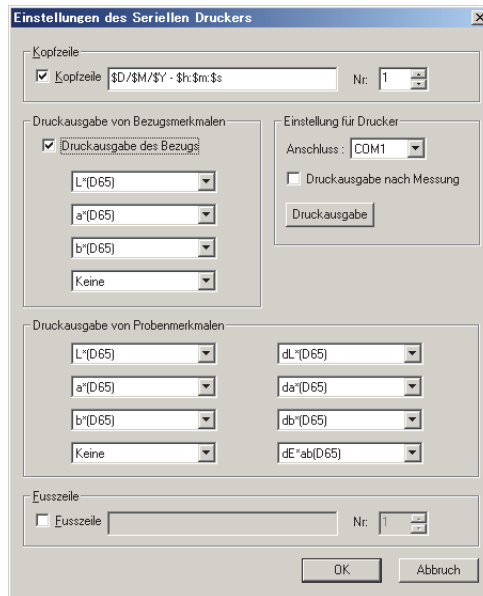 Einstellungen des Seriellen Druckers
Kopfzeile
Kopfzeile $D/$M/$Y - $h:$m:$s Nr: 1
Druckausgabe von Bezugsmerkmalen
Druckausgabe des Bezugs
L*(D65)
a*(D65)
b*(D65)
Keine
Einstellung für Drucker
Anschluss : COM1
Druckausgabe nach Messung
Druckausgabe
Druckausgabe von Probenmerkmalen
L*(D65) dL*(D65)
a*(D65) da*(D65)
b*(D65) db*(D65)
Keine dE*ab(D65)
Fusszeile
Fusszeile Nr: 1
OK Abbruch